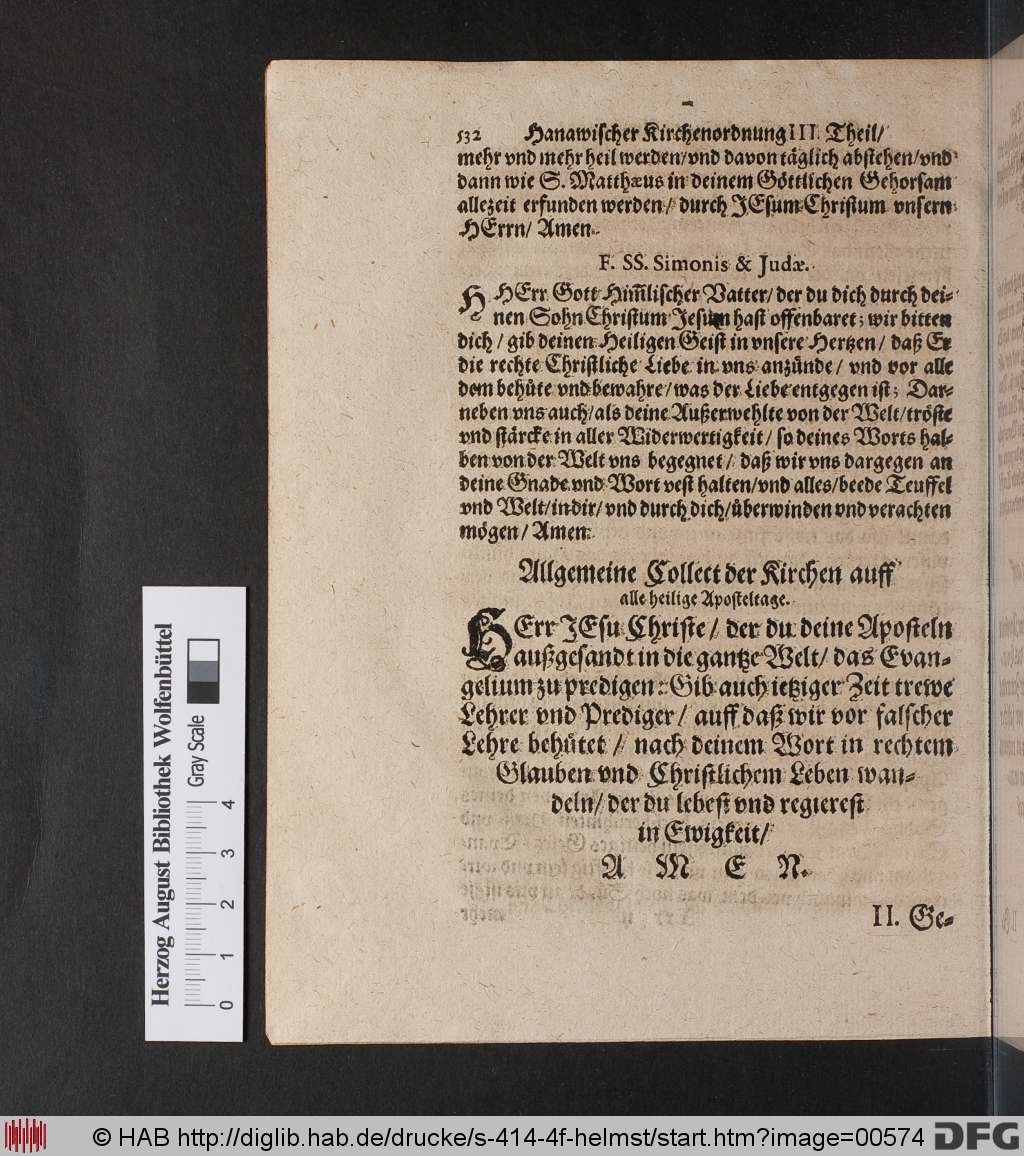 532 Hanawischer Kirchenordnung III. Theil/
mehr vnd mehr heil werden/vnd davon täglich abstehen/vnd
dann wie S. Matthæus in deinem Göttlichen Gehorsam
allezeit erfunden werden/ durch JEsum Christum vnsern
HErrn/ Amen.
F. SS. Simonis & Judæ.
HHErr Gott Him̃lischer Vatter/ der du dich durch dei-
nen Sohn Christum Jesum hast offenbaret; wir bitten
dich/ gib deinen Heiligen Geist in vnsere Hertzen/ daß Er
die rechte Christliche Liebe in vns anzünde/ vnd vor alle
dem behüte vnd bewahre/ was der Liebe entgegen ist; Dar-
neben vns auch/als deine Außerwehlte von der Welt/tröste
vnd stärcke in aller Widerwertigkeit/ so deines Worts hal-
ben von der Welt vns begegnet/ daß wir vns dargegen an
deine Gnade vnd Wort vest halten/vnd alles/beede Teuffel
vnd Welt/in dir/ vnd durch dich/überwinden vnd verachten
mögen/ Amen.
Allgemeine Collect der Kirchen auff
alle heilige Aposteltage.
HErr JEsu Christe/ der du deine Aposteln
außgesandt in die gantze Welt/ das Evan-
gelium zu predigen: Gib auch ietziger Zeit trewe
Lehrer vnd Prediger/ auff daß wir vor falscher
Lehre behütet/ nach deinem Wort in rechtem
Glauben vnd Christlichem Leben wan-
deln/ der du lebest vnd regierest
in Ewigkeit/
A M E N.
II. Ge-
Herzog August Bibliothek Wolfenbüttel
Gray Scale
0 1 2 3 4
© HAB http://diglib.hab.de/drucke/s-414-4f-helmst/start.htm?image=00574
DFG